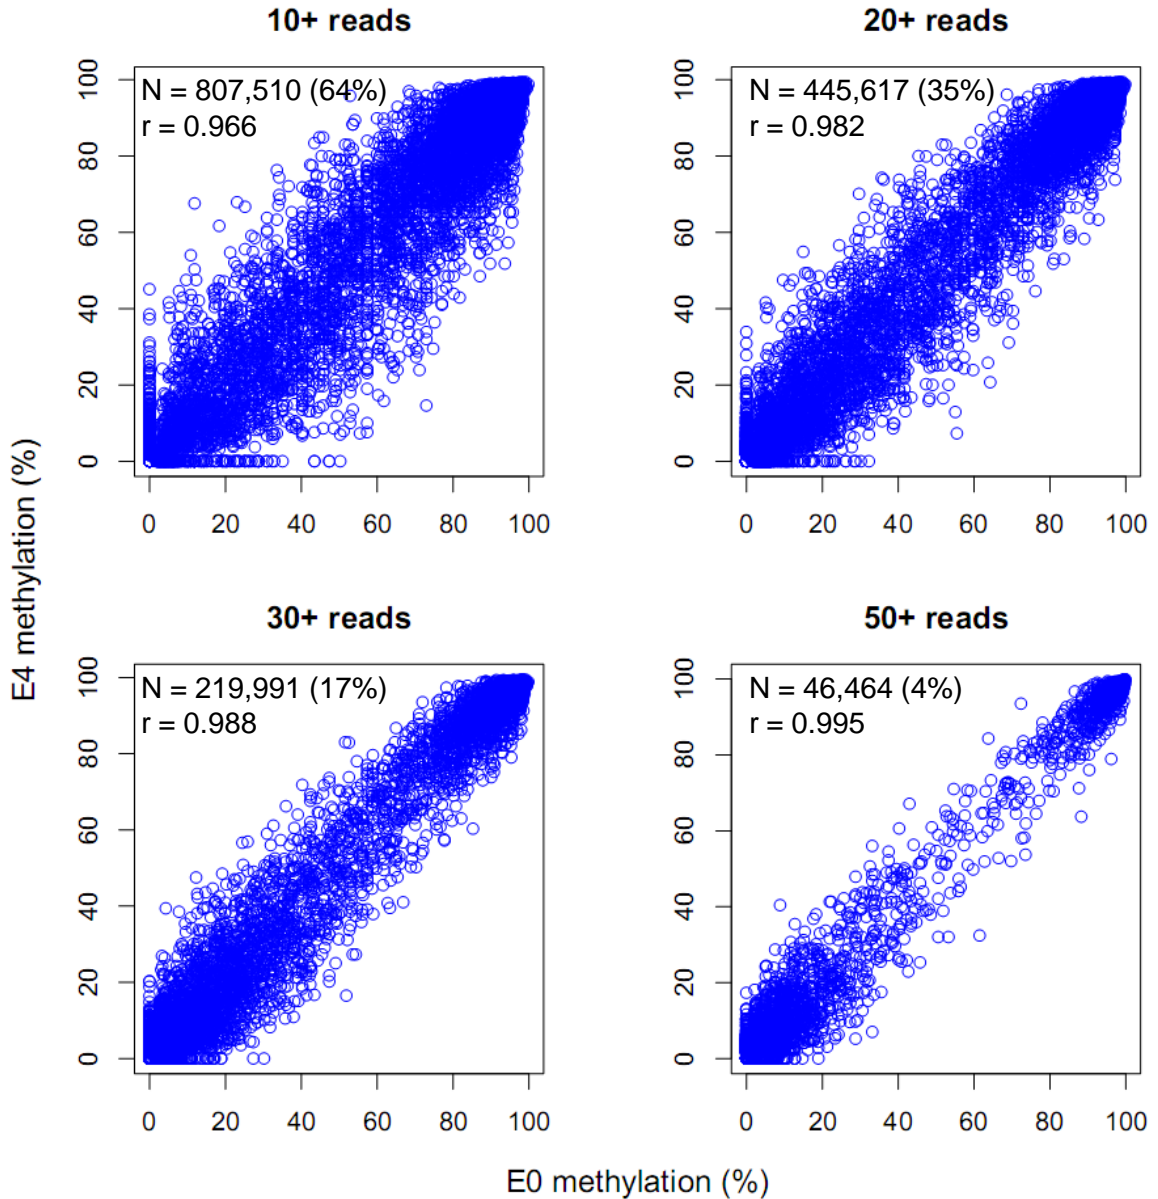 10+ reads
N = 807,510 (64%)
r = 0.966
100
80
60
40
20
0
0 20 40 60 80 100
20+ reads
N = 445,617 (35%)
r = 0.982
100
80
60
40
20
0
0 20 40 60 80 100
E4 methylation (%)
30+ reads
N = 219,991 (17%)
r = 0.988
100
80
60
40
20
0
0 20 40 60 80 100
50+ reads
N = 46,464 (4%)
r = 0.995
100
80
60
40
20
0
0 20 40 60 80 100
E0 methylation (%)